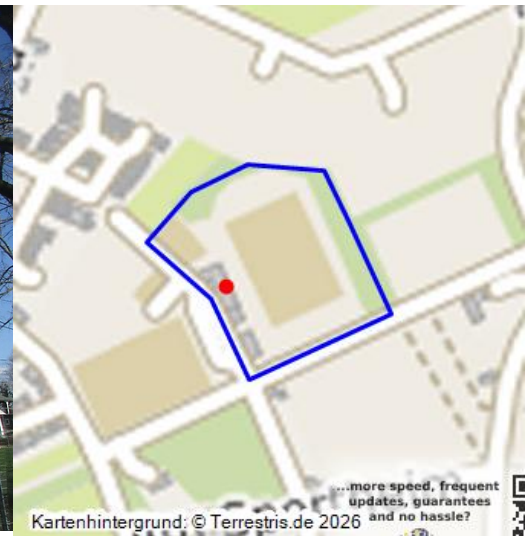 ...more speed, frequent
updates, guarantees
and no hassle?
Kartenhintergrund: © Terrestris.de 2026